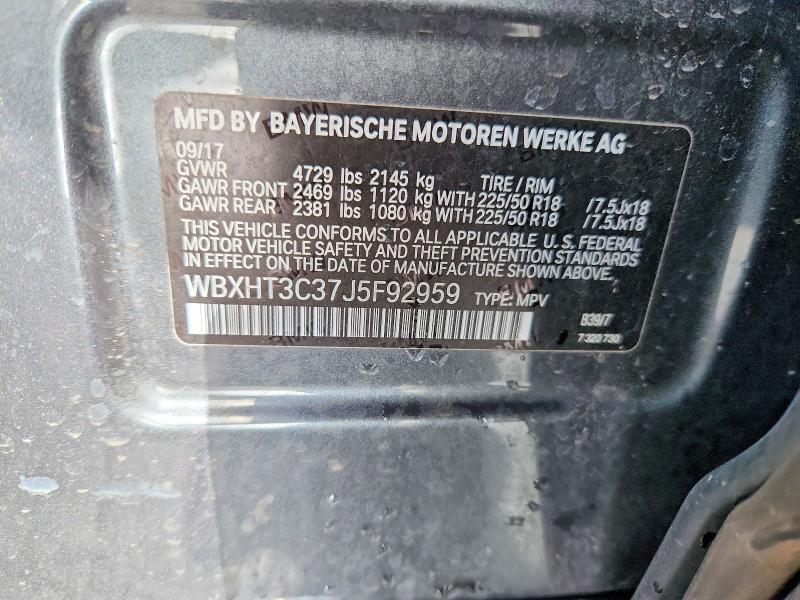 MFD BY BAYERISCHE MOTOREN WERKE AG
09/17
GVWR 4729 lbs 2145 kg TIRE / RIM
GAWR FRONT 2469 lbs 1120 kg WITH 225/50 R18 /7.5Jx18
GAWR REAR: 2381 lbs 1080 kg WITH 225/50 R18 /7.5Jx18
THIS VEHICLE CONFORMS TO ALL APPLICABLE U.S. FEDERAL
MOTOR VEHICLE SAFETY AND THEFT PREVENTION STANDARDS
IN EFFECT ON THE DATE OF MANUFACTURE SHOWN ABOVE.
WBXHT3C37J5F92959 TYPE: MPV
B39/7
7 320 730